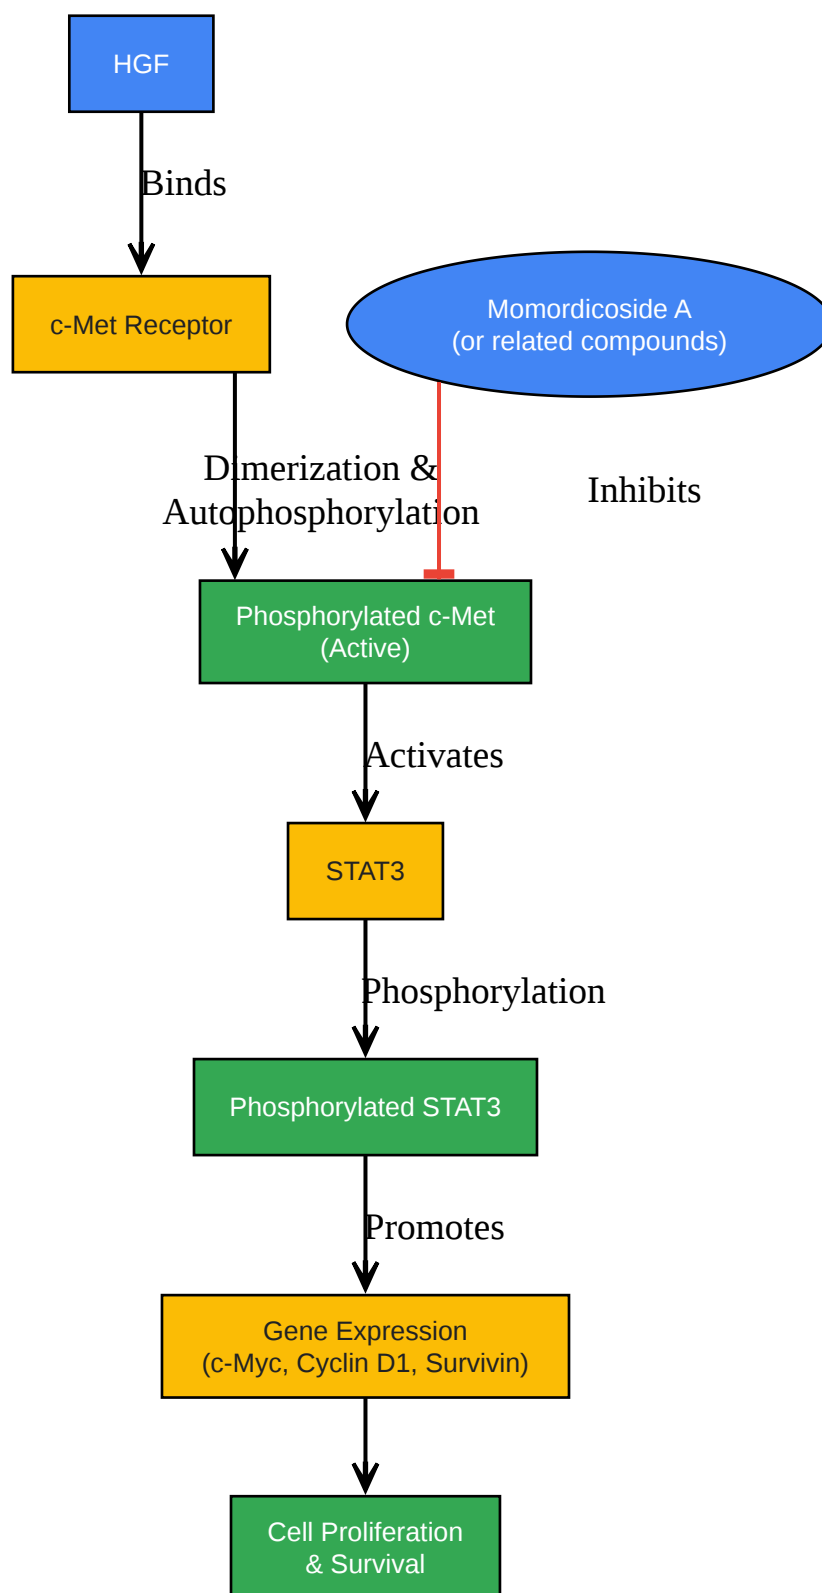 HGF
Binds
c-Met Receptor
Momordicoside A
(or related compounds)
Dimerization &
Autophosphorylation
Inhibits
Phosphorylated c-Met
(Active)
Activates
STAT3
Phosphorylation
Phosphorylated STAT3
Promotes
Gene Expression
(c-Myc, Cyclin D1, Survivin)
Cell Proliferation
& Survival